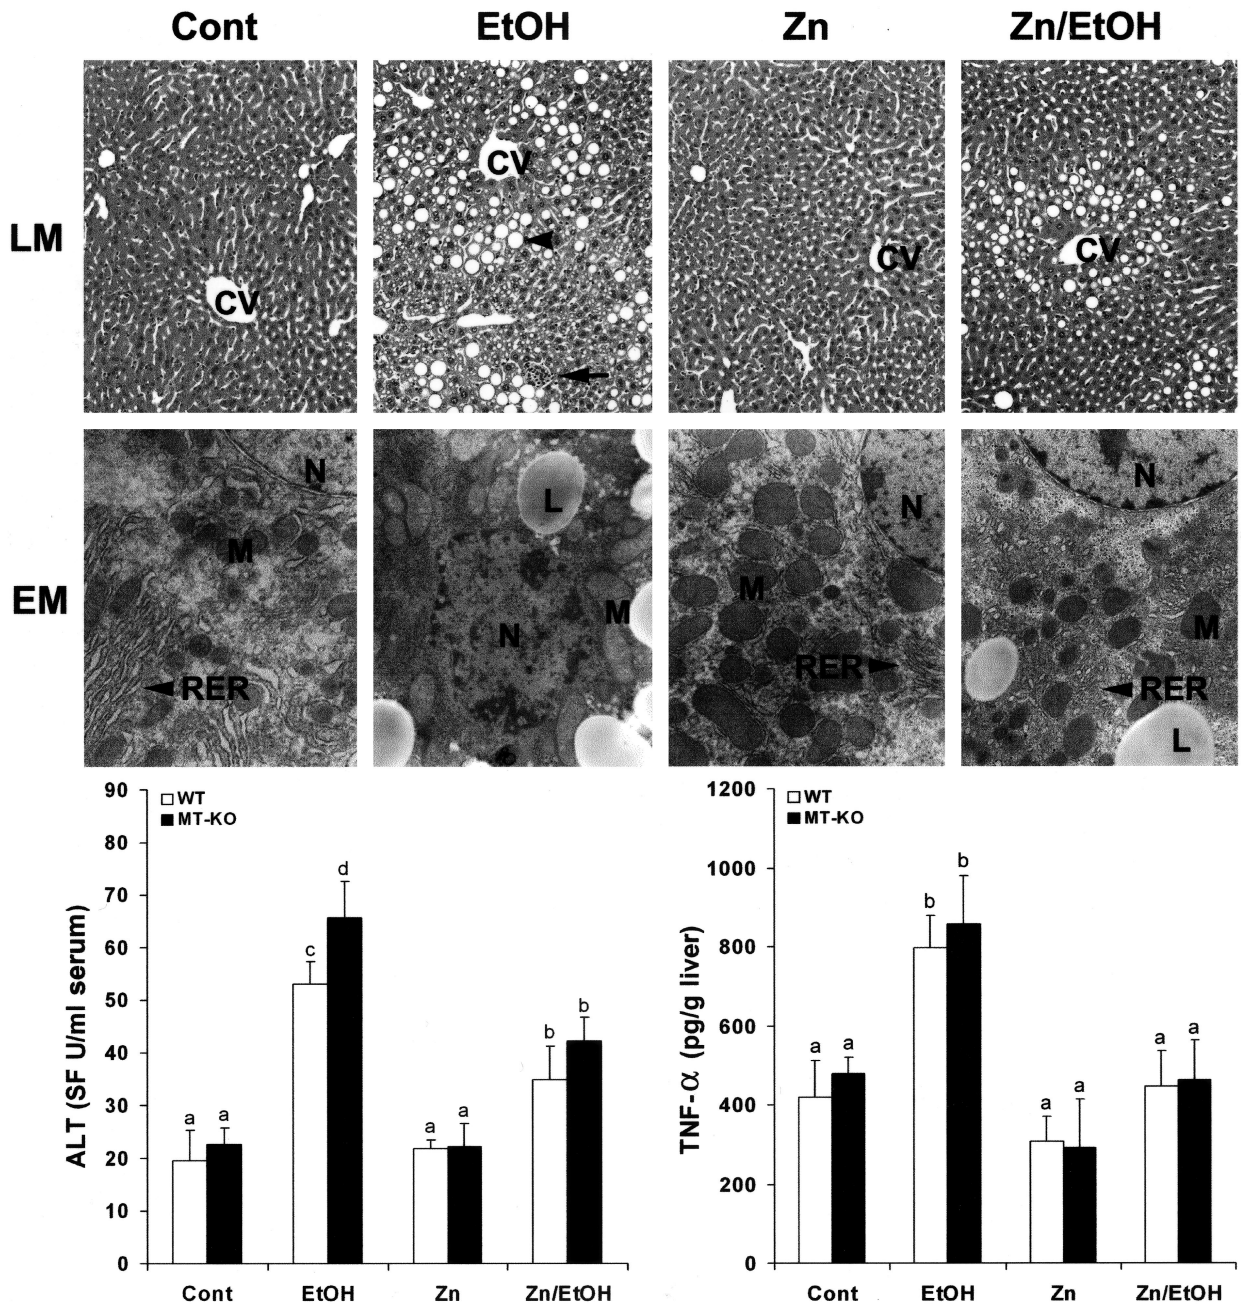 Cont EtOH Zn Zn/EtOH
LM
CV CV CV CV
EM
N L N N
M M M M
N
RER RER RER
L
90 WT
MT-KO
80
70
60
50
40
30
20
10
0
ALT (SF U/ml serum)
a a c d a a b b
Cont EtOH Zn Zn/EtOH
1200 WT
MT-KO
1000
800
600
400
200
0
TNF-α (pg/g liver)
a a b b a a a a
Cont EtOH Zn Zn/EtOH